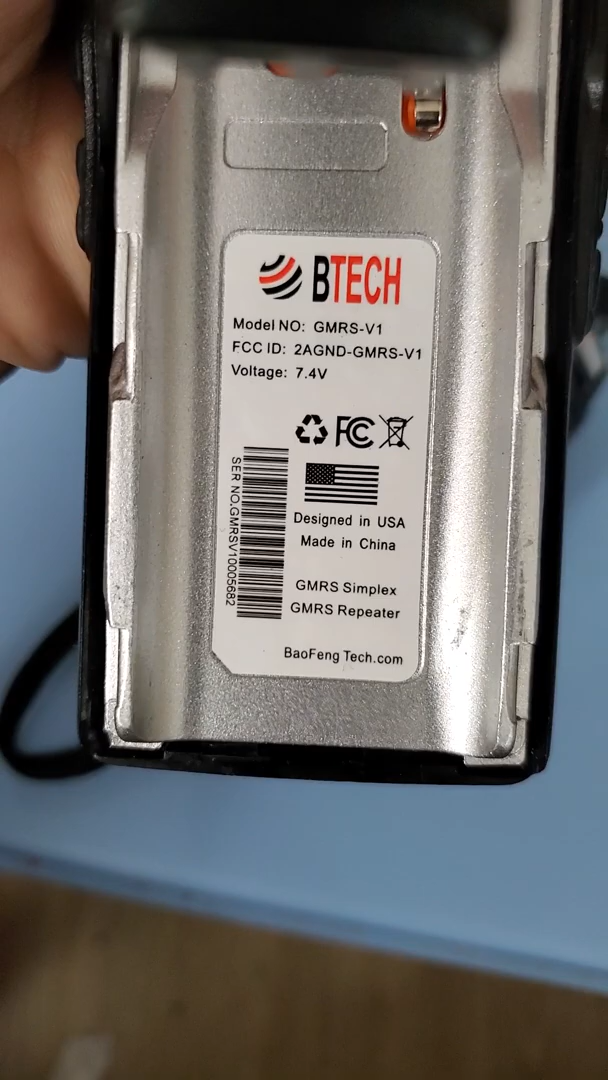 BTECH
Model NO: GMRS-V1
FCC ID: 2AGND-GMRS-V1
Voltage: 7.4V
FC
SER NO.GMRSV10005682
Designed in USA
Made in China
GMRS Simplex
GMRS Repeater
BaoFeng Tech.com